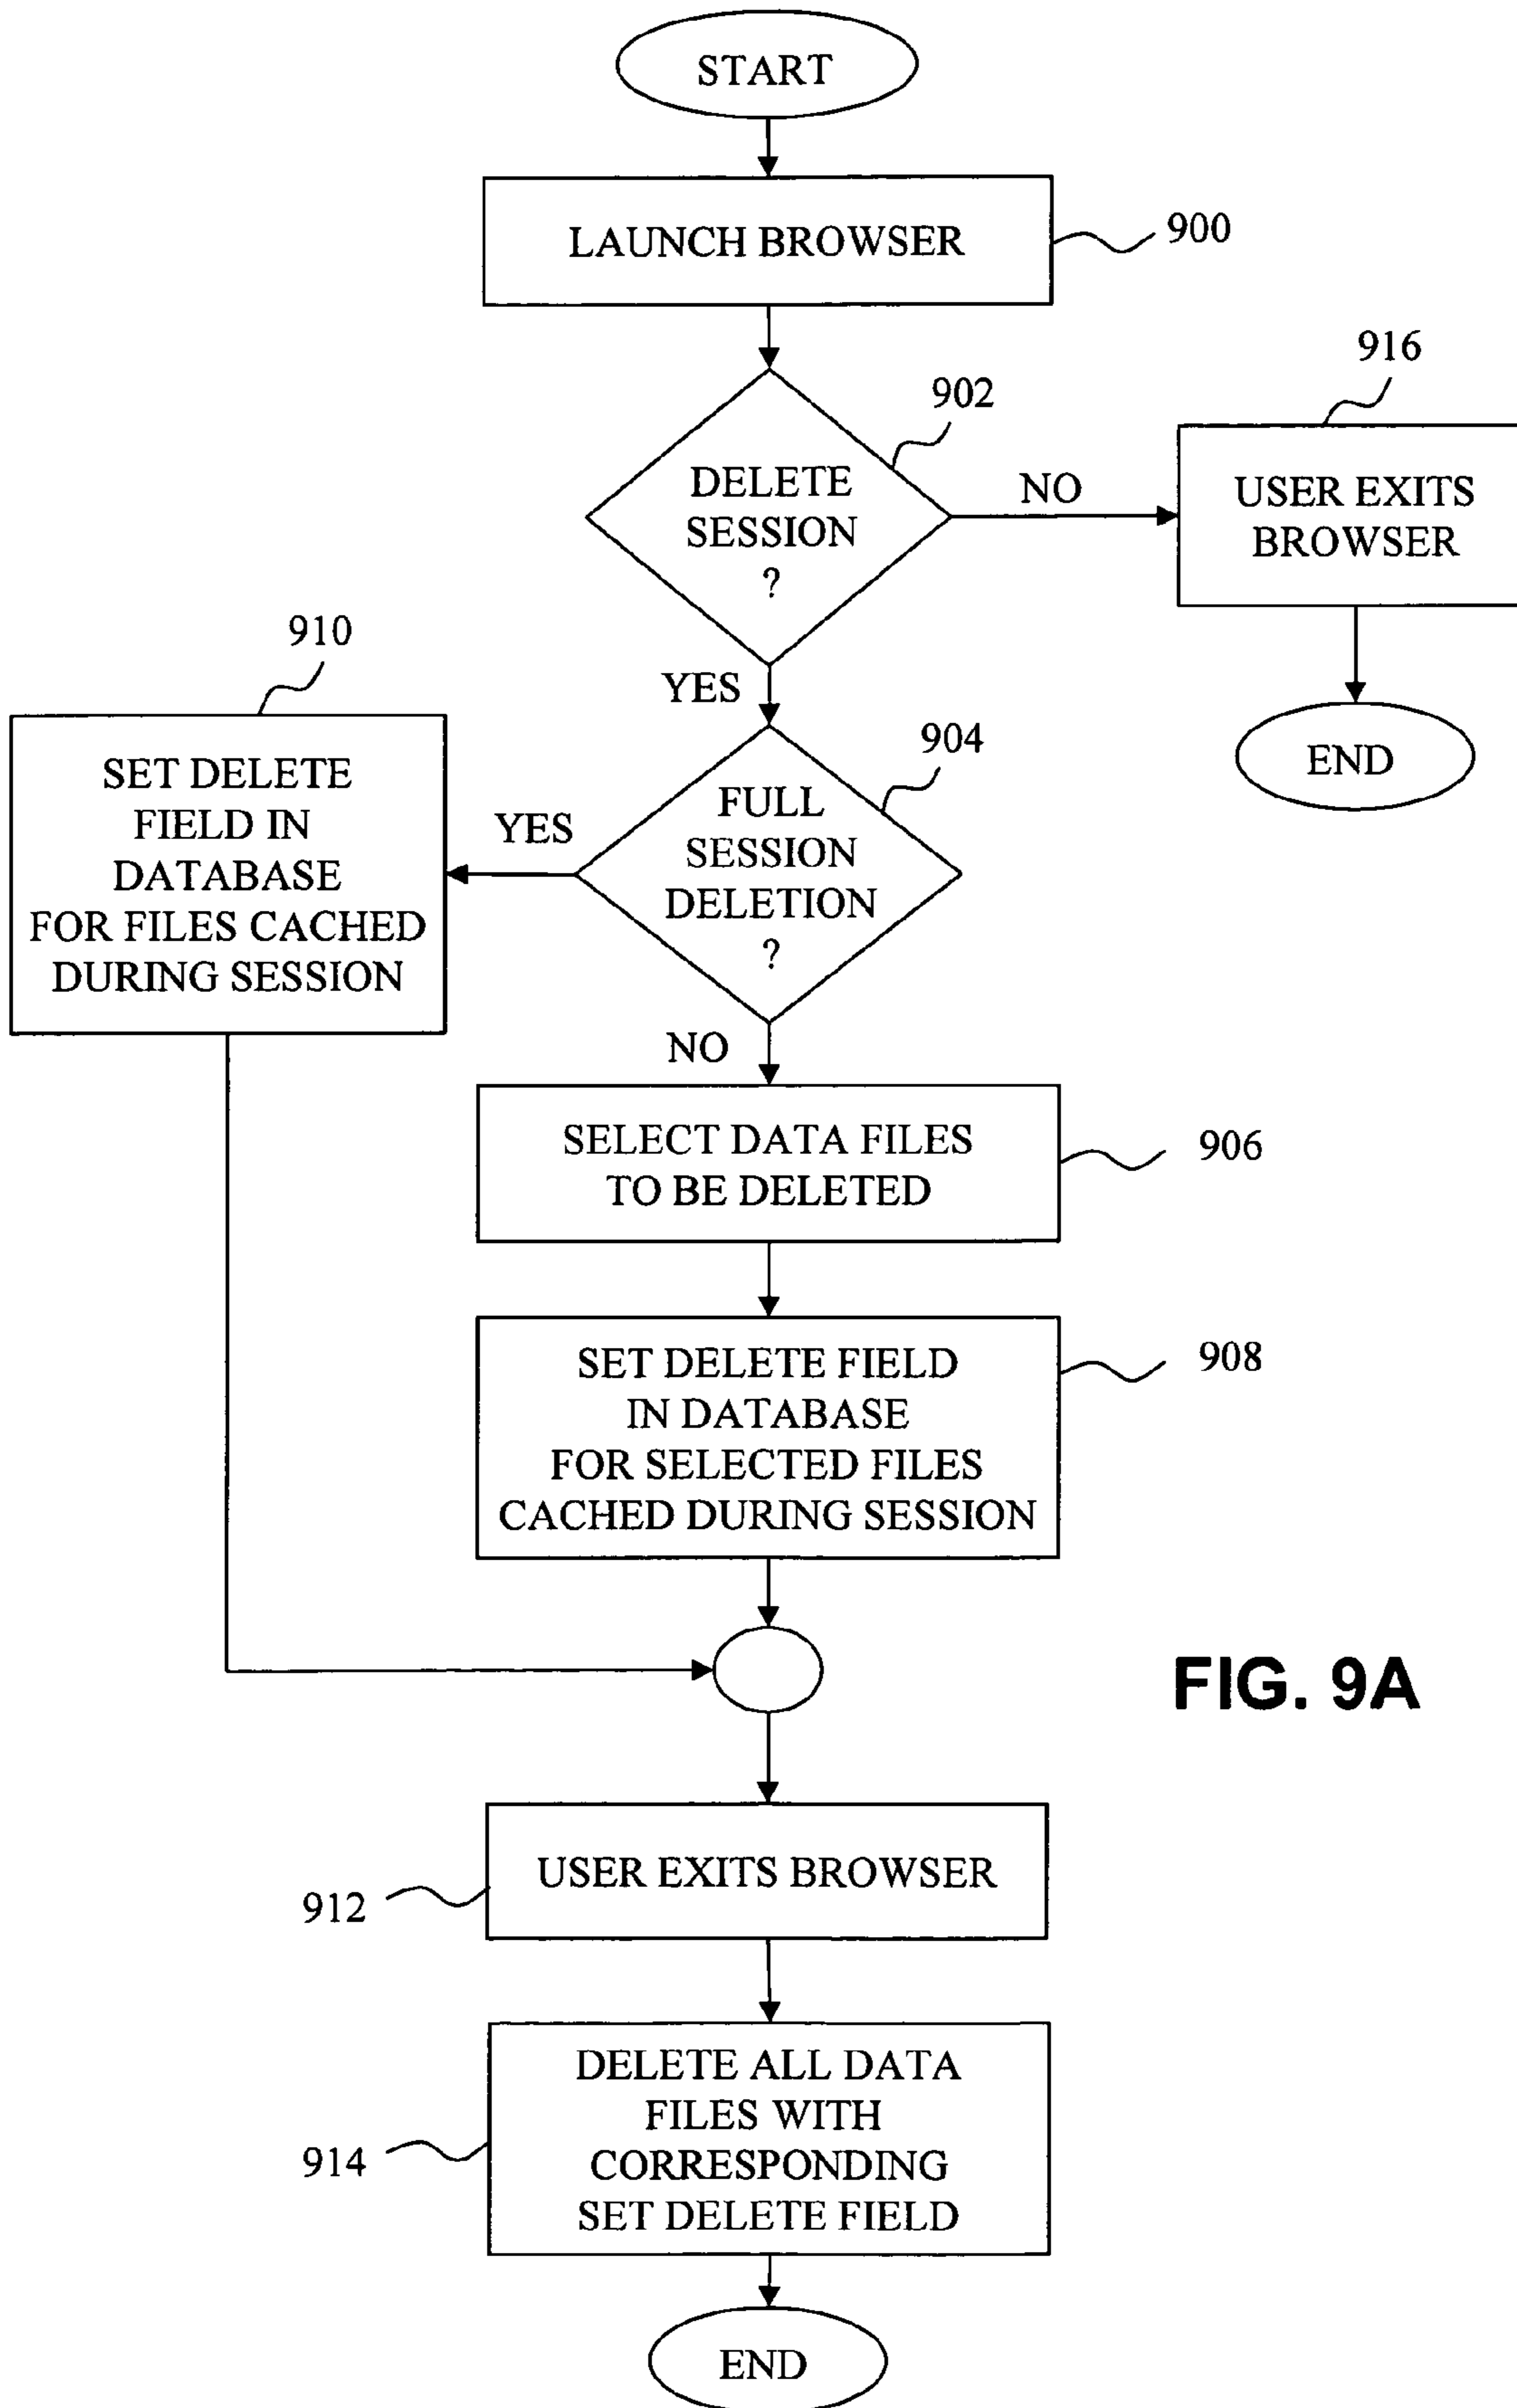 START
LAUNCH BROWSER
900
916
902
DELETE
SESSION
?
NO
USER EXITS
BROWSER
END
910
YES
904
SET DELETE
FIELD IN
DATABASE
FOR FILES CACHED
DURING SESSION
YES
FULL
SESSION
DELETION
?
NO
SELECT DATA FILES
TO BE DELETED
906
SET DELETE FIELD
IN DATABASE
FOR SELECTED FILES
CACHED DURING SESSION
908
FIG. 9A
USER EXITS BROWSER
912
DELETE ALL DATA
FILES WITH
CORRESPONDING
SET DELETE FIELD
914
END